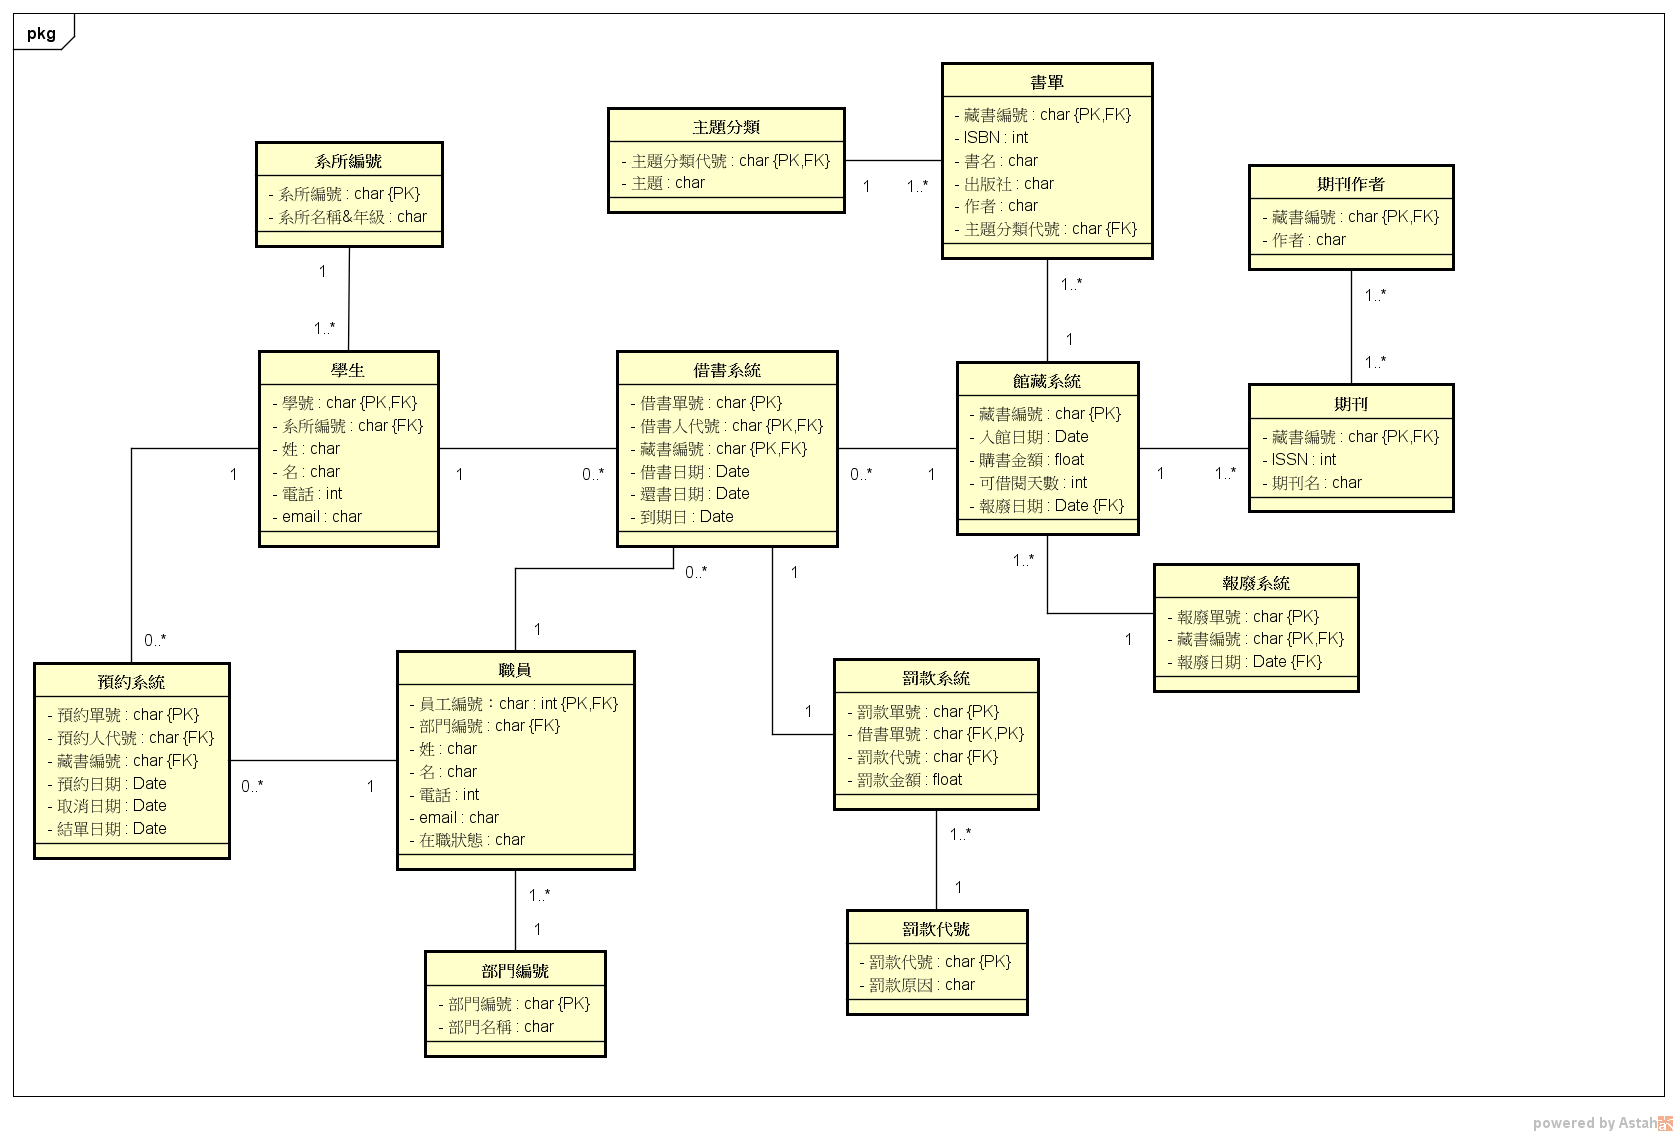 pkg
書單
- 藏書編號 : char {PK,FK}
- ISBN : int
- 書名 : char
- 出版社 : char
- 作者 : char
- 主題分類代號 : char {FK}
主題分類
- 主題分類代號 : char {PK,FK}
- 主題 : char
1
1..*
系所編號
- 系所編號 : char {PK}
- 系所名稱&年級 : char
期刊作者
- 藏書編號 : char {PK,FK}
- 作者 : char
1
1..*
1..*
1
1..*
1..*
學生
- 學號 : char {PK,FK}
- 系所編號 : char {FK}
- 姓 : char
- 名 : char
- 電話 : int
- email : char
借書系統
- 借書單號 : char {PK}
- 借書人代號 : char {PK,FK}
- 藏書編號 : char {PK,FK}
- 借書日期 : Date
- 還書日期 : Date
- 到期日 : Date
館藏系統
- 藏書編號 : char {PK}
- 入館日期 : Date
- 購書金額 : float
- 可借閱天數 : int
- 報廢日期 : Date {FK}
期刊
- 藏書編號 : char {PK,FK}
- ISSN : int
- 期刊名 : char
1
1
0..*
0..*
1
1
1..*
0..*
1
1..*
1
報廢系統
- 報廢單號 : char {PK}
- 藏書編號 : char {PK,FK}
- 報廢日期 : Date {FK}
0..*
1
1
預約系統
- 預約單號 : char {PK}
- 預約人代號 : char {FK}
- 藏書編號 : char {FK}
- 預約日期 : Date
- 取消日期 : Date
- 結單日期 : Date
0..*
1
職員
- 員工編號：char : int {PK,FK}
- 部門編號 : char {FK}
- 姓 : char
- 名 : char
- 電話 : int
- email : char
- 在職狀態 : char
罰款系統
- 罰款單號 : char {PK}
- 借書單號 : char {FK,PK}
- 罰款代號 : char {FK}
- 罰款金額 : float
1..*
1
1..*
1
部門編號
- 部門編號 : char {PK}
- 部門名稱 : char
罰款代號
- 罰款代號 : char {PK}
- 罰款原因 : char
powered by Astah